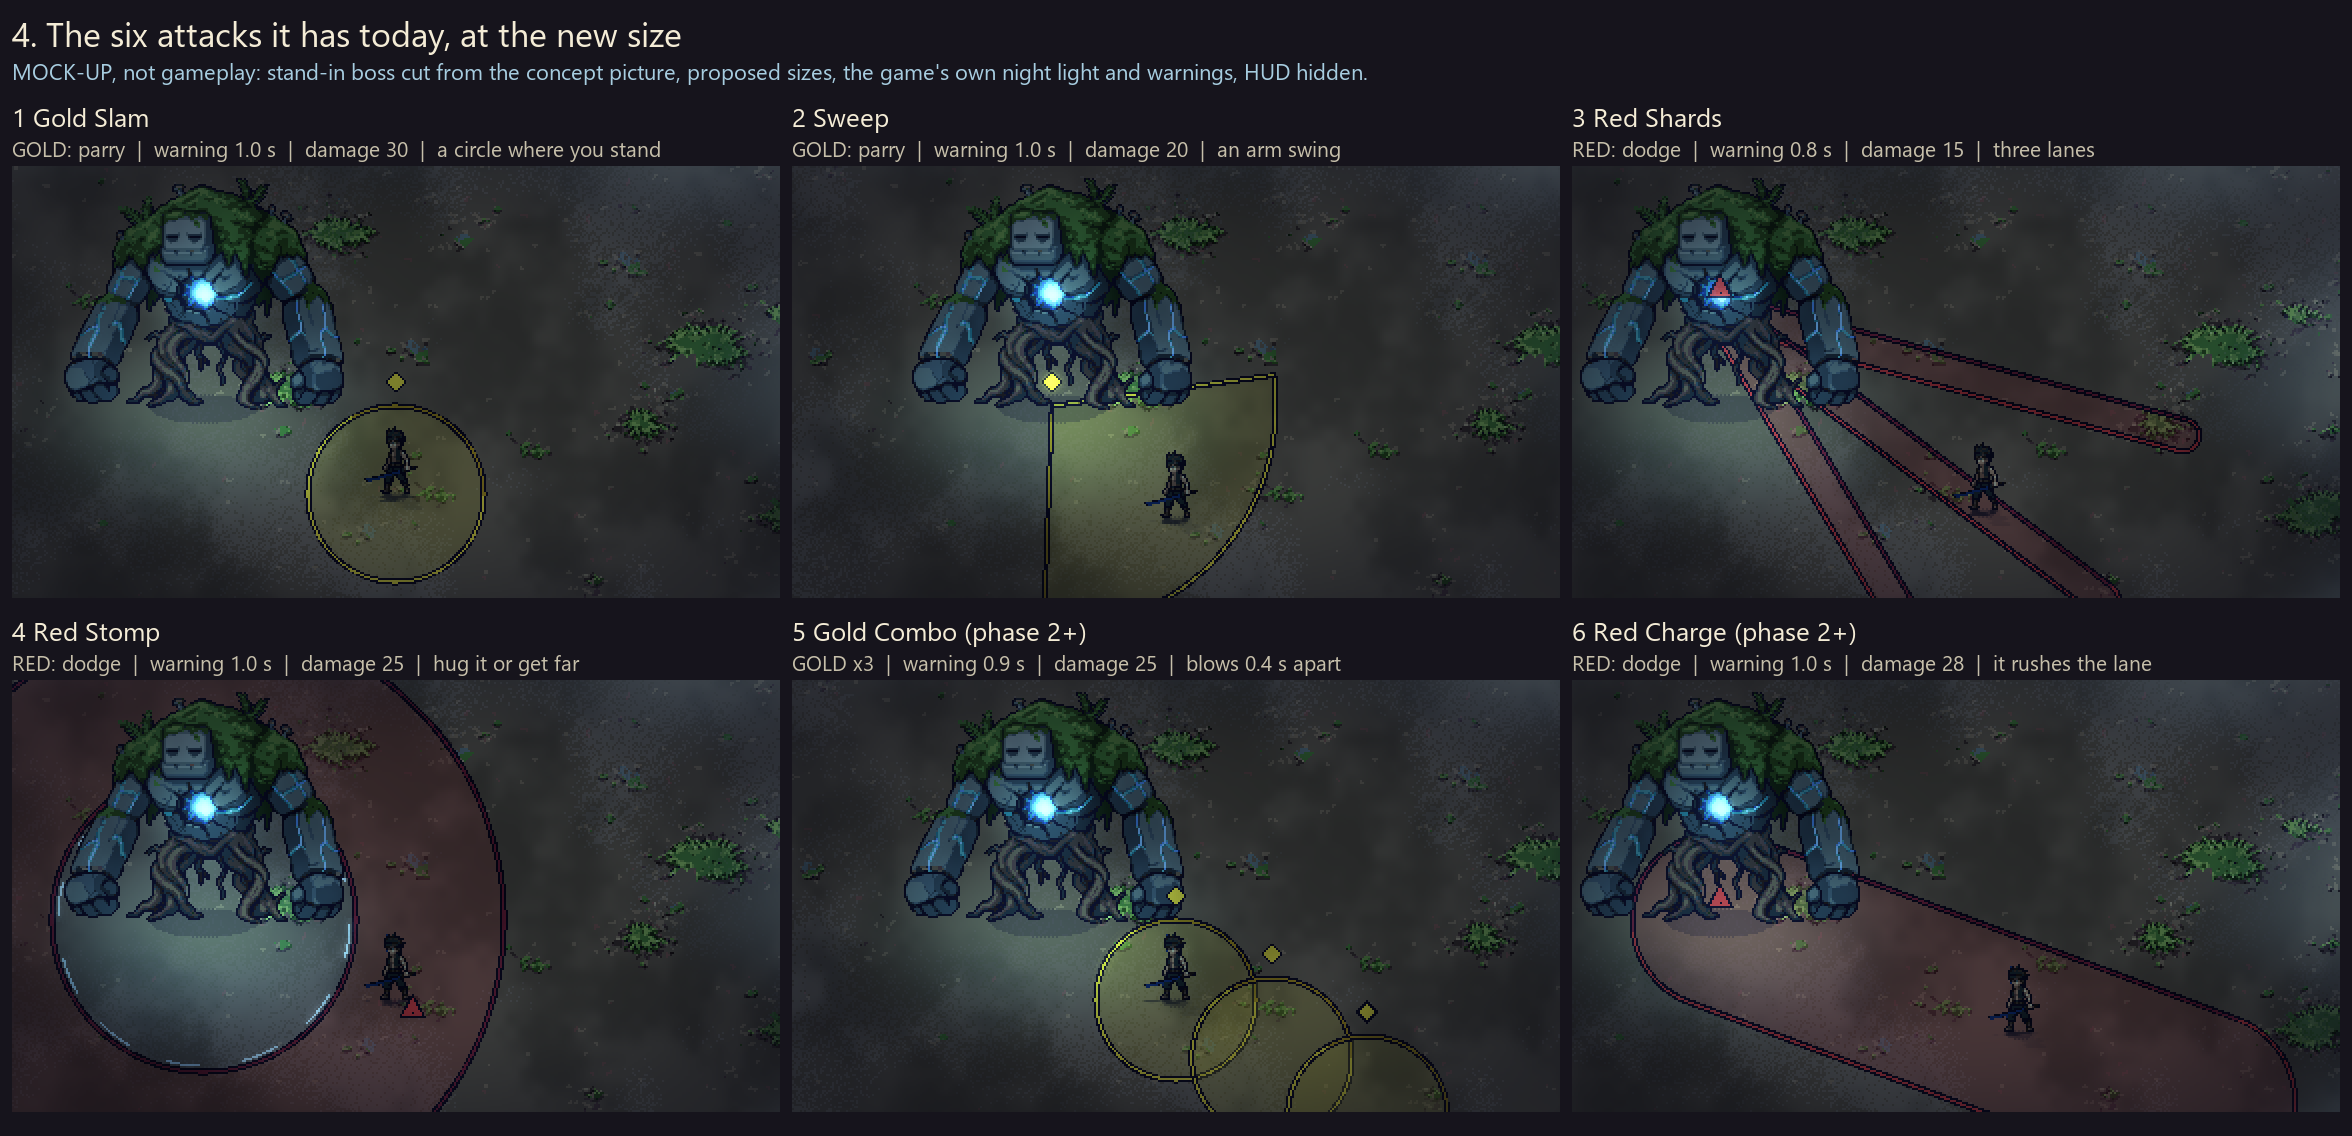 4. The six attacks it has today, at the new size
MOCK-UP, not gameplay: stand-in boss cut from the concept picture, proposed sizes, the game's own night light and warnings, HUD hidden.
1 Gold Slam
GOLD: parry | warning 1.0 s | damage 30 | a circle where you stand
2 Sweep
GOLD: parry | warning 1.0 s | damage 20 | an arm swing
3 Red Shards
RED: dodge | warning 0.8 s | damage 15 | three lanes
4 Red Stomp
RED: dodge | warning 1.0 s | damage 25 | hug it or get far
5 Gold Combo (phase 2+)
GOLD x3 | warning 0.9 s | damage 25 | blows 0.4 s apart
6 Red Charge (phase 2+)
RED: dodge | warning 1.0 s | damage 28 | it rushes the lane